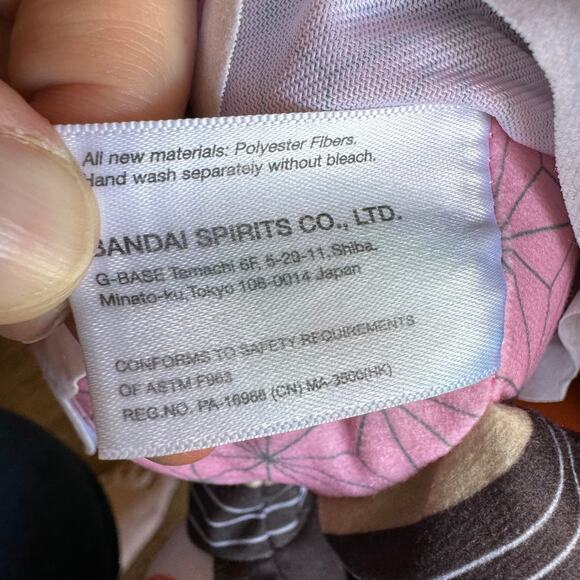 All new materials: Polyester Fibers.
Hand wash separately without bleach.
BANDAI SPIRITS CO., LTD.
G-BASE Tamachi 6F, 5-29-11,Shiba,
Minato-ku,Tokyo 108-0014 Japan
CONFORMS TO SAFETY REQUIREMENTS
OF ASTM F963
REG.NO. PA-16968 (CN) MA-3506(HK)